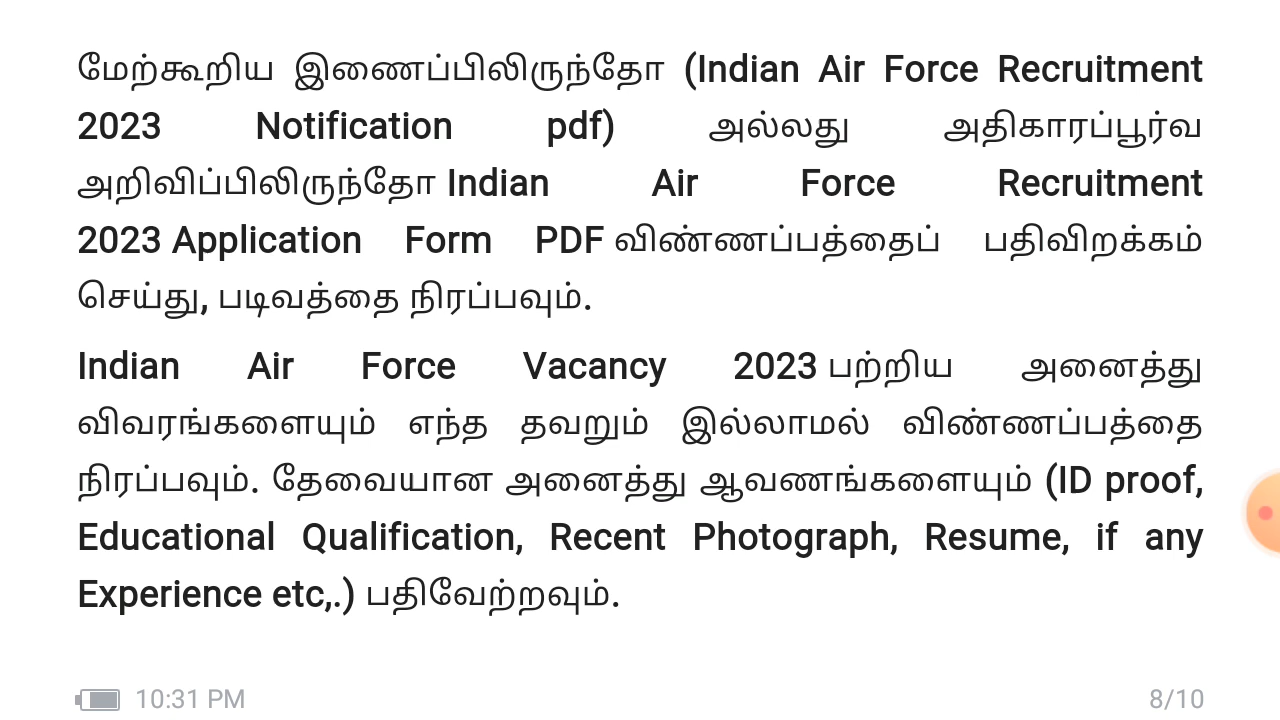 மேற்கூறிய இணைப்பிலிருந்தோ (Indian Air Force Recruitment
2023 Notification pdf) அல்லது அதிகாரப்பூர்வ
அறிவிப்பிலிருந்தோ Indian Air Force Recruitment
2023 Application Form PDF விண்ணப்பத்தைப் பதிவிறக்கம்
செய்து, படிவத்தை நிரப்பவும்.
Indian Air Force Vacancy 2023 பற்றிய அனைத்து
விவரங்களையும் எந்த தவறும் இல்லாமல் விண்ணப்பத்தை
நிரப்பவும். தேவையான அனைத்து ஆவணங்களையும் (ID proof,
Educational Qualification, Recent Photograph, Resume, if any
Experience etc,.) பதிவேற்றவும்.
10:31 PM 8/10